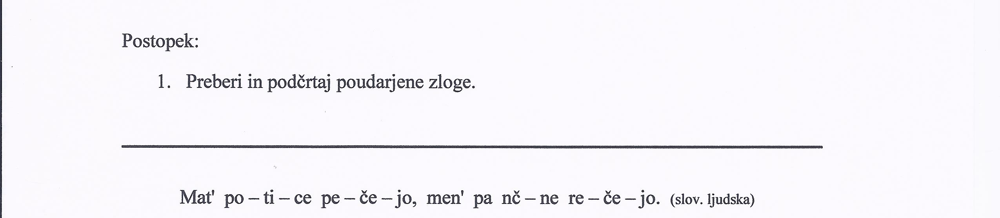 Postopek:
1. Preberi in podčrtaj poudarjene zloge.
Mat' po – ti – ce pe – če – jo, men' pa nč – ne re – če – jo. (slov. ljudska)